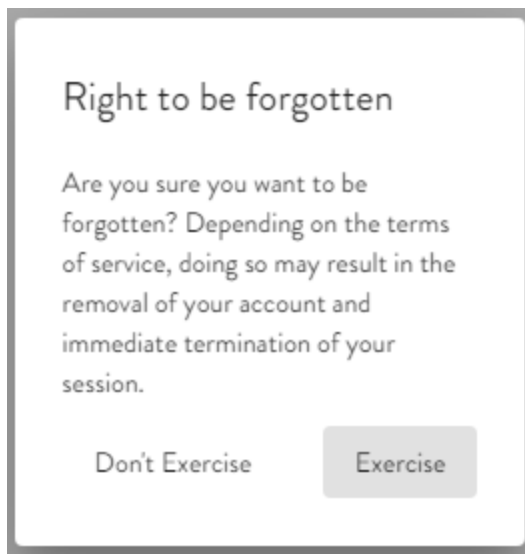 Right to be forgotten
Are you sure you want to be
forgotten? Depending on the terms
of service, doing so may result in the
removal of your account and
immediate termination of your
session.
Don't Exercise
Exercise